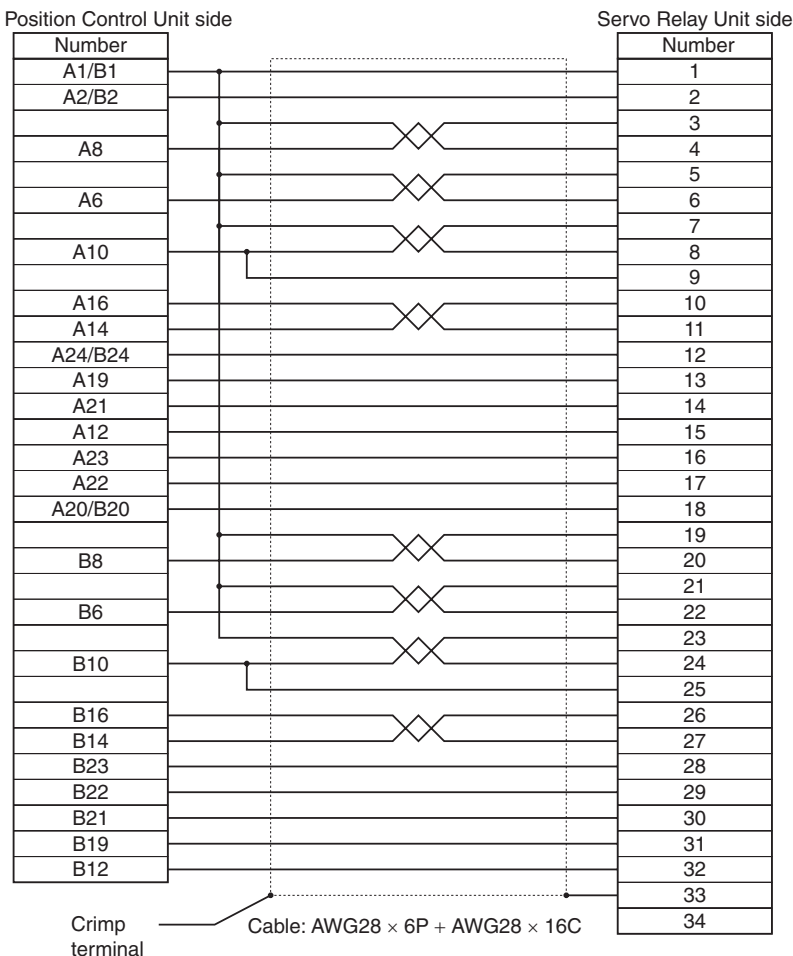 Position Control Unit side Servo Relay Unit side
Number Number
A1/B1 1
A2/B2 2
3
A8 4
5
A6 6
7
A10 8
9
A16 10
A14 11
A24/B24 12
A19 13
A21 14
A12 15
A23 16
A22 17
A20/B20 18
19
B8 20
21
B6 22
23
B10 24
25
B16 26
B14 27
B23 28
B22 29
B21 30
B19 31
B12 32
33
34
Crimp
terminal
Cable: AWG28 × 6P + AWG28 × 16C